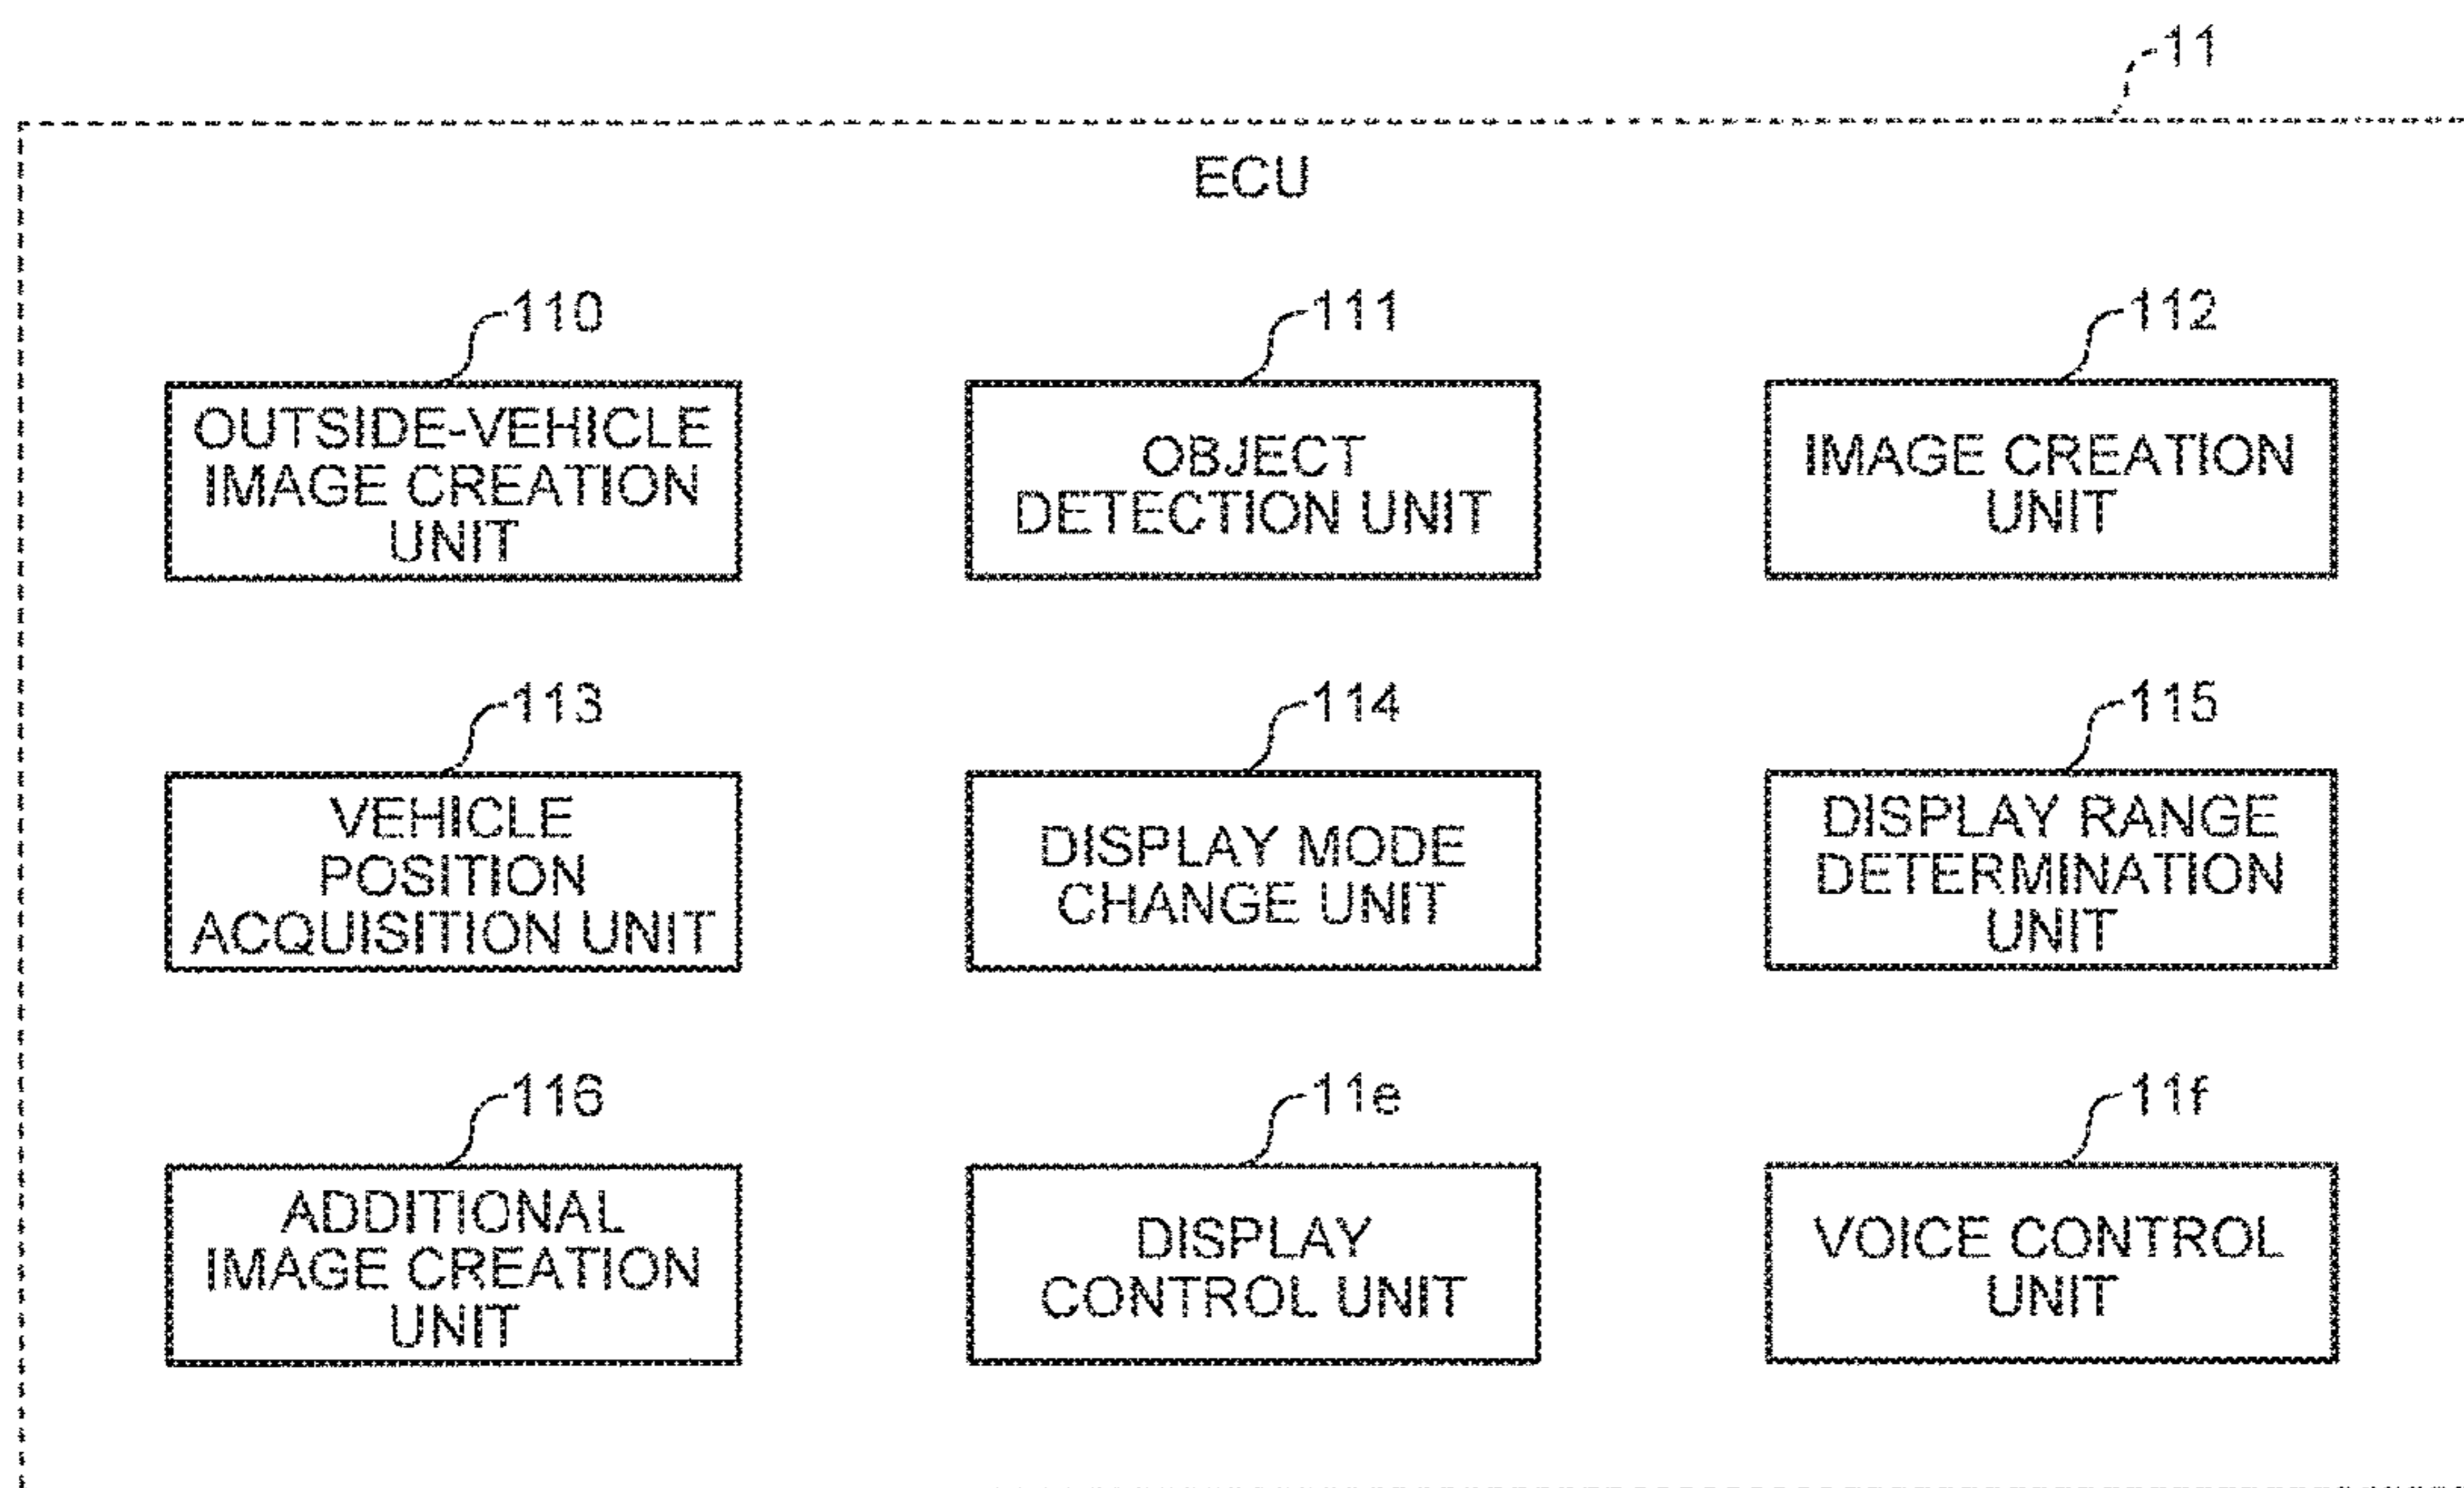 11
ECU
110
OUTSIDE-VEHICLE
IMAGE CREATION
UNIT
111
OBJECT
DETECTION UNIT
112
IMAGE CREATION
UNIT
113
VEHICLE
POSITION
ACQUISITION UNIT
114
DISPLAY MODE
CHANGE UNIT
115
DISPLAY RANGE
DETERMINATION
UNIT
116
ADDITIONAL
IMAGE CREATION
UNIT
11e
DISPLAY
CONTROL UNIT
11f
VOICE CONTROL
UNIT